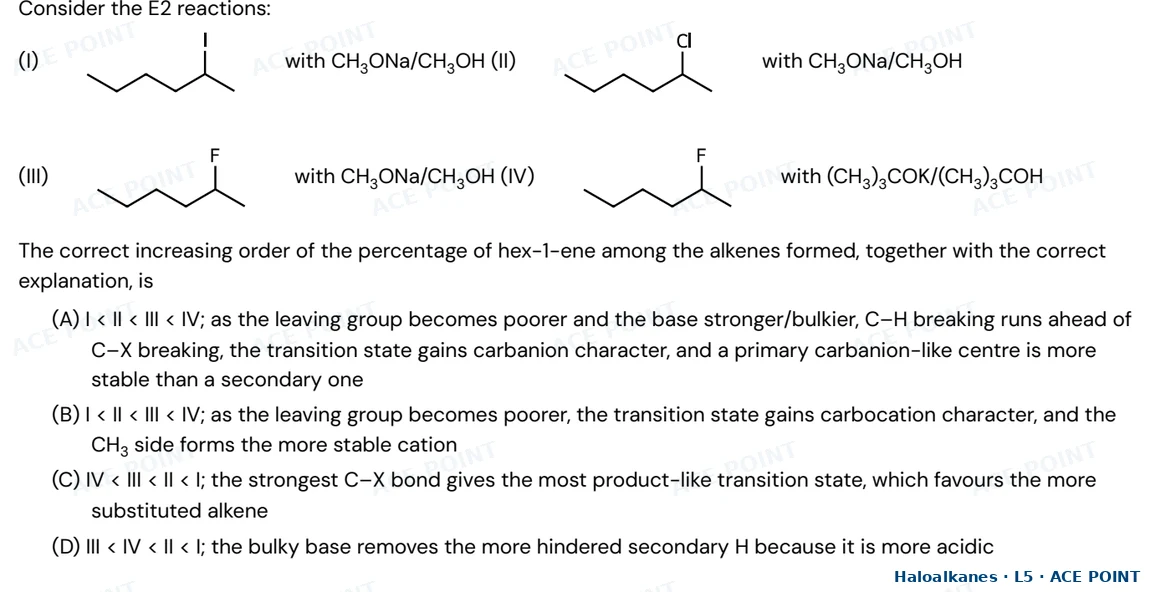 Consider the E2 reactions:
I Cl
(I) with CH₃ONa/CH₃OH (II) with CH₃ONa/CH₃OH
F F
(III) with CH₃ONa/CH₃OH (IV) with (CH₃)₃COK/(CH₃)₃COH
The correct increasing order of the percentage of hex-1-ene among the alkenes formed, together with the correct
explanation, is
(A) I < II < III < IV; as the leaving group becomes poorer and the base stronger/bulkier, C–H breaking runs ahead of
C–X breaking, the transition state gains carbanion character, and a primary carbanion-like centre is more
stable than a secondary one
(B) I < II < III < IV; as the leaving group becomes poorer, the transition state gains carbocation character, and the
CH₃ side forms the more stable cation
(C) IV < III < II < I; the strongest C–X bond gives the most product-like transition state, which favours the more
substituted alkene
(D) III < IV < II < I; the bulky base removes the more hindered secondary H because it is more acidic
Haloalkanes · L5 · ACE POINT